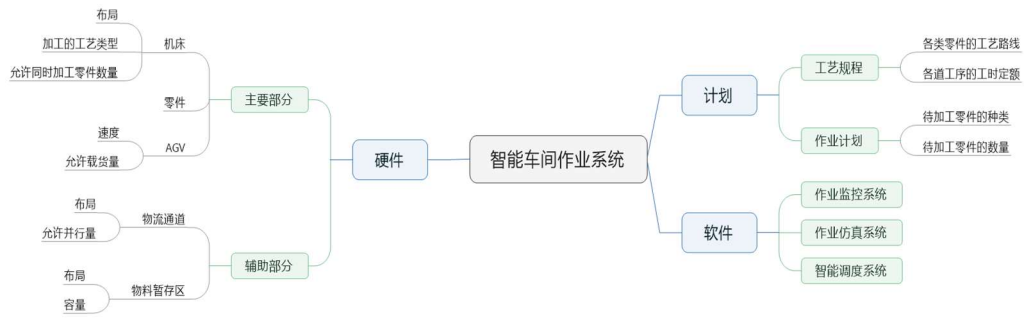 智能车间作业系统
硬件
主要部分
机床
布局
加工的工艺类型
允许同时加工零件数量
零件
AGV
速度
允许载货量
辅助部分
物流通道
布局
允许并行量
物料暂存区
布局
容量
计划
工艺规程
各类零件的工艺路线
各道工序的工时定额
作业计划
待加工零件的种类
待加工零件的数量
软件
作业监控系统
作业仿真系统
智能调度系统